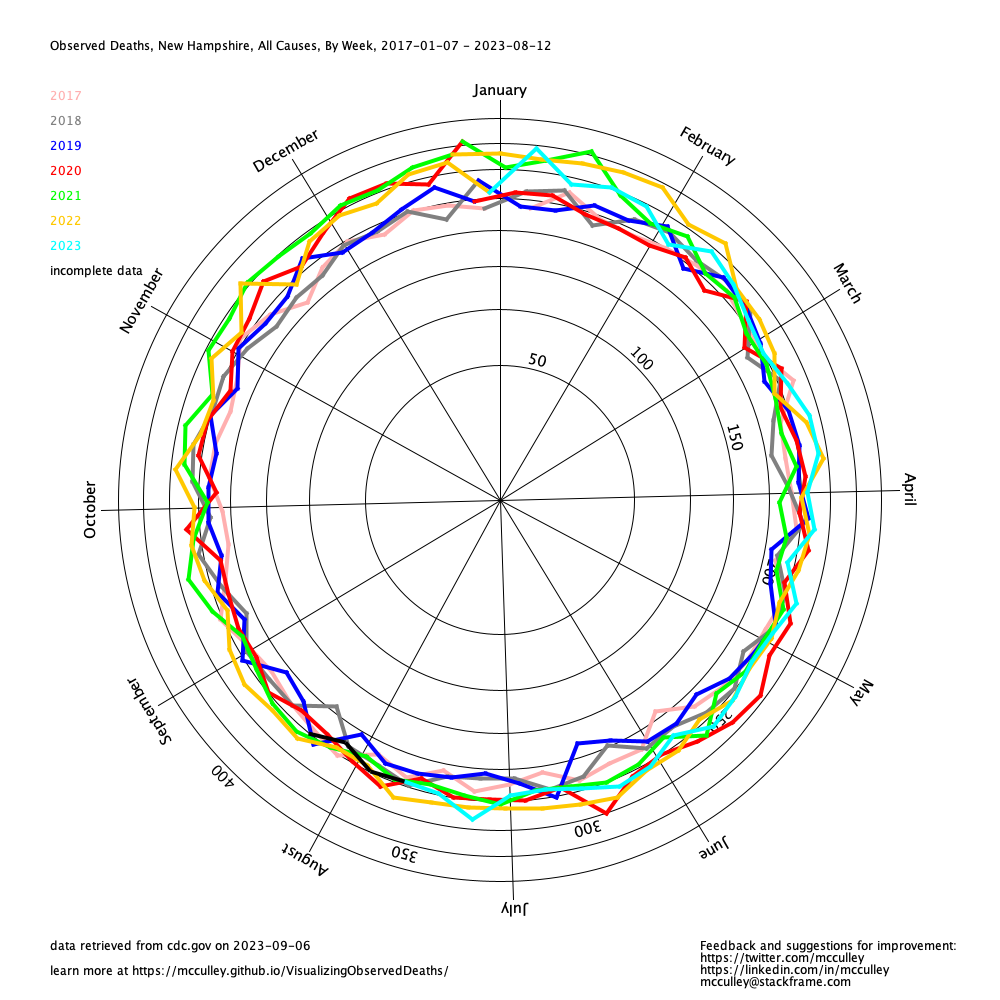 Observed Deaths, New Hampshire, All Causes, By Week, 2017-01-07 - 2023-08-12
January
2017
2018
2019
2020
2021
2022
2023
incomplete data
December
February
November
March
50
100
150
October
April
200
September
May
250
400
300
350
August
June
July
data retrieved from cdc.gov on 2023-09-06
learn more at https://mcculley.github.io/VisualizingObservedDeaths/
Feedback and suggestions for improvement:
https://twitter.com/mcculley
https://linkedin.com/in/mcculley
mcculley@stackframe.com